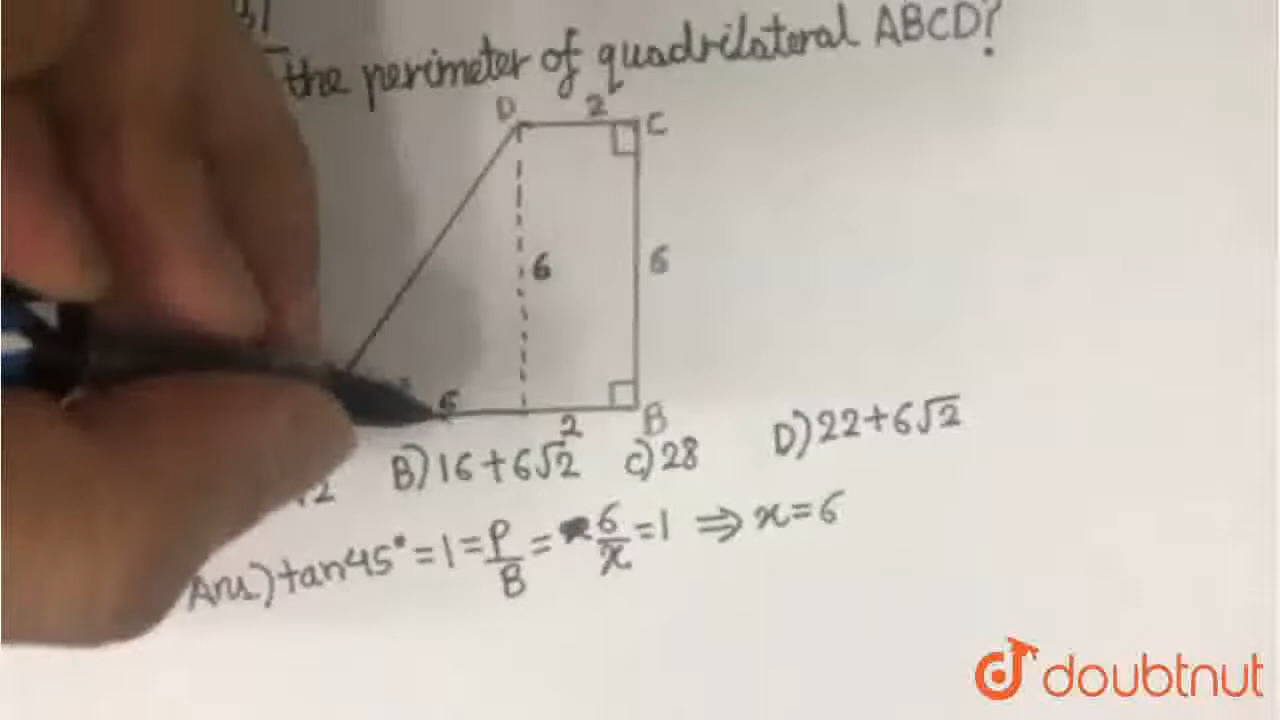 the perimeter of quadrilateral ABCD?
D 2 C
6 6
6 2 B
√2 B) 16+6√2 C) 28 D) 22+6√2
Ans.) tan45° = 1 = P/B = 6/x = 1 ⇒ x = 6
doubtnut